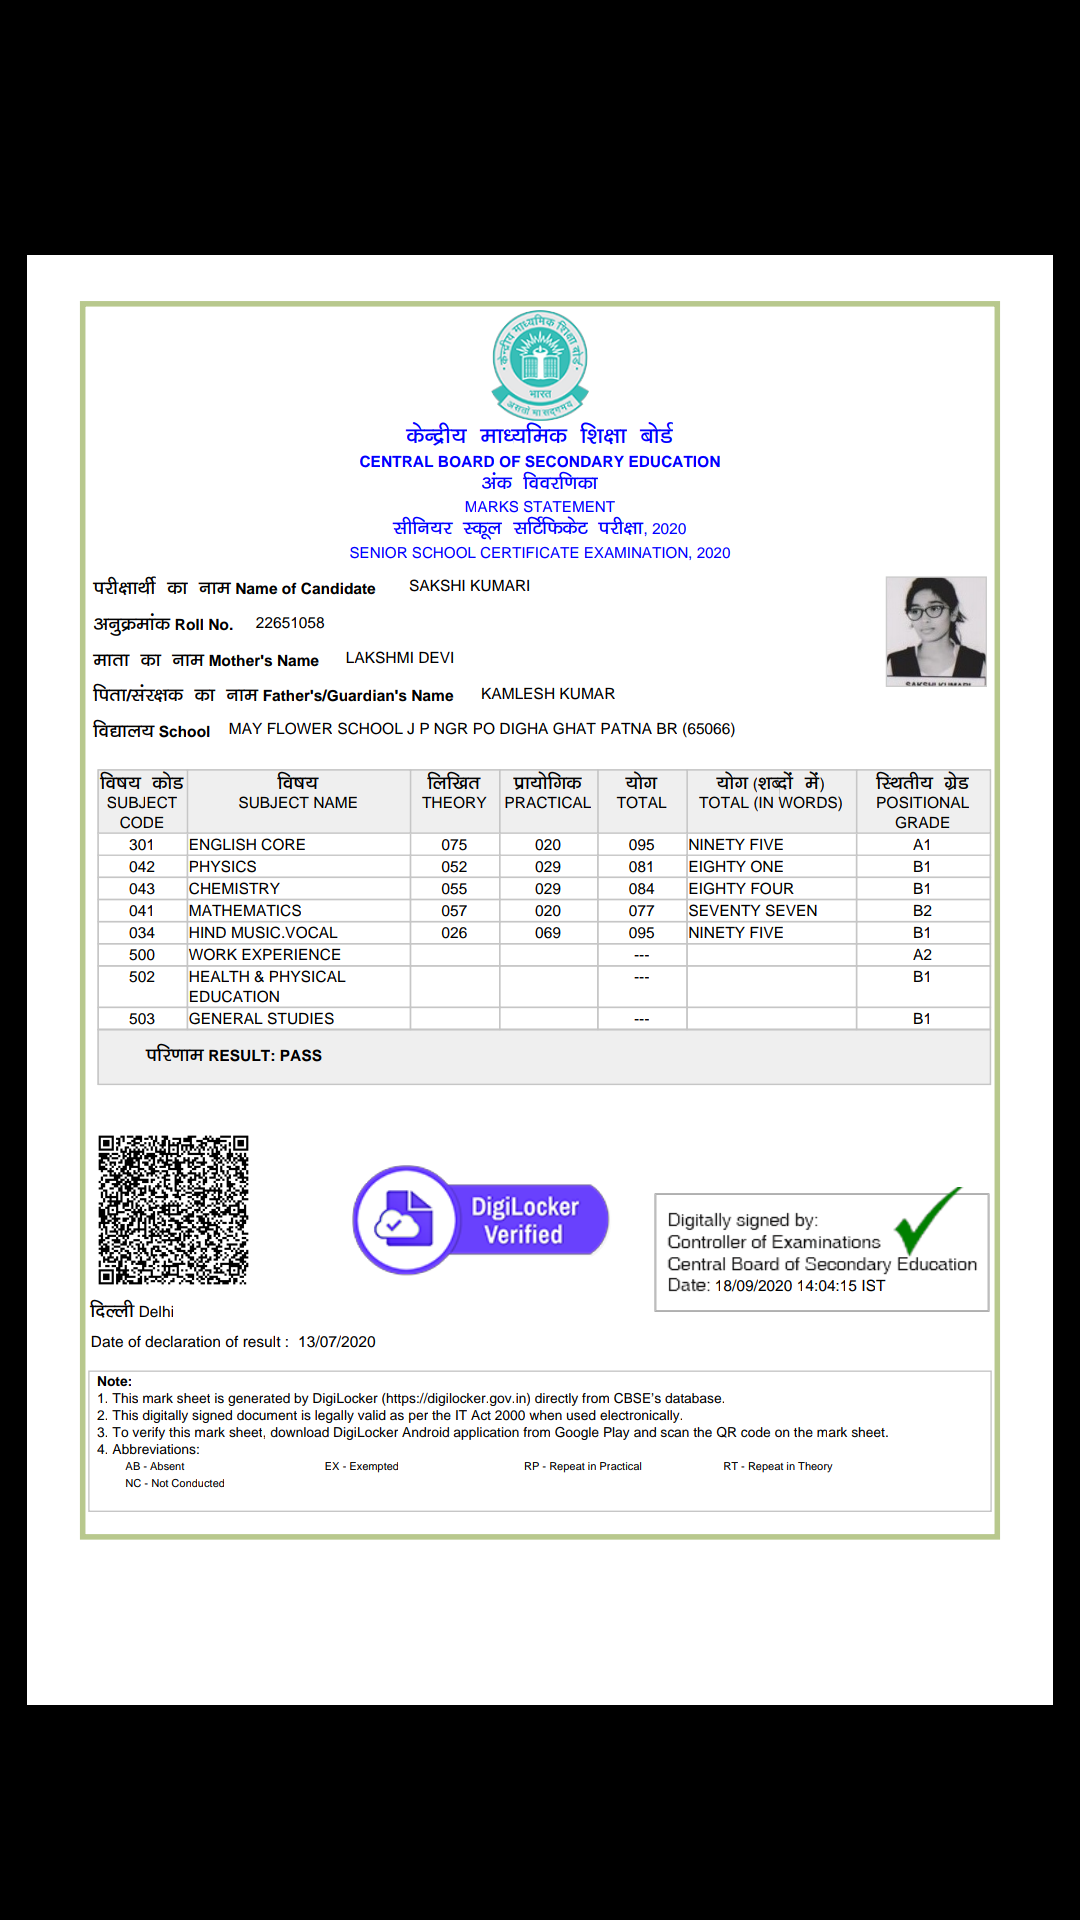 केन्द्रीय माध्यमिक शिक्षा बोर्ड
भारत
असतो मा सद्गमय
केन्द्रीय माध्यमिक शिक्षा बोर्ड
CENTRAL BOARD OF SECONDARY EDUCATION
अंक विवरणिका
MARKS STATEMENT
सीनियर स्कूल सर्टिफिकेट परीक्षा, 2020
SENIOR SCHOOL CERTIFICATE EXAMINATION, 2020
परीक्षार्थी का नाम Name of Candidate SAKSHI KUMARI
अनुक्रमांक Roll No. 22651058
माता का नाम Mother's Name LAKSHMI DEVI
पिता/संरक्षक का नाम Father's/Guardian's Name KAMLESH KUMAR
SAKSHI KUMARI
विद्यालय School MAY FLOWER SCHOOL J P NGR PO DIGHA GHAT PATNA BR (65066)
विषय कोड विषय लिखित प्रायोगिक योग योग (शब्दों में) स्थितीय ग्रेड
SUBJECT SUBJECT NAME THEORY PRACTICAL TOTAL TOTAL (IN WORDS) POSITIONAL
CODE GRADE
301 ENGLISH CORE 075 020 095 NINETY FIVE A1
042 PHYSICS 052 029 081 EIGHTY ONE B1
043 CHEMISTRY 055 029 084 EIGHTY FOUR B1
041 MATHEMATICS 057 020 077 SEVENTY SEVEN B2
034 HIND MUSIC.VOCAL 026 069 095 NINETY FIVE B1
500 WORK EXPERIENCE --- A2
502 HEALTH & PHYSICAL --- B1
EDUCATION
503 GENERAL STUDIES --- B1
परिणाम RESULT: PASS
DigiLocker
Verified
Digitally signed by:
Controller of Examinations
Central Board of Secondary Education
Date: 18/09/2020 14:04:15 IST
दिल्ली Delhi
Date of declaration of result : 13/07/2020
Note:
1. This mark sheet is generated by DigiLocker (https://digilocker.gov.in) directly from CBSE's database.
2. This digitally signed document is legally valid as per the IT Act 2000 when used electronically.
3. To verify this mark sheet, download DigiLocker Android application from Google Play and scan the QR code on the mark sheet.
4. Abbreviations:
AB - Absent EX - Exempted RP - Repeat in Practical RT - Repeat in Theory
NC - Not Conducted